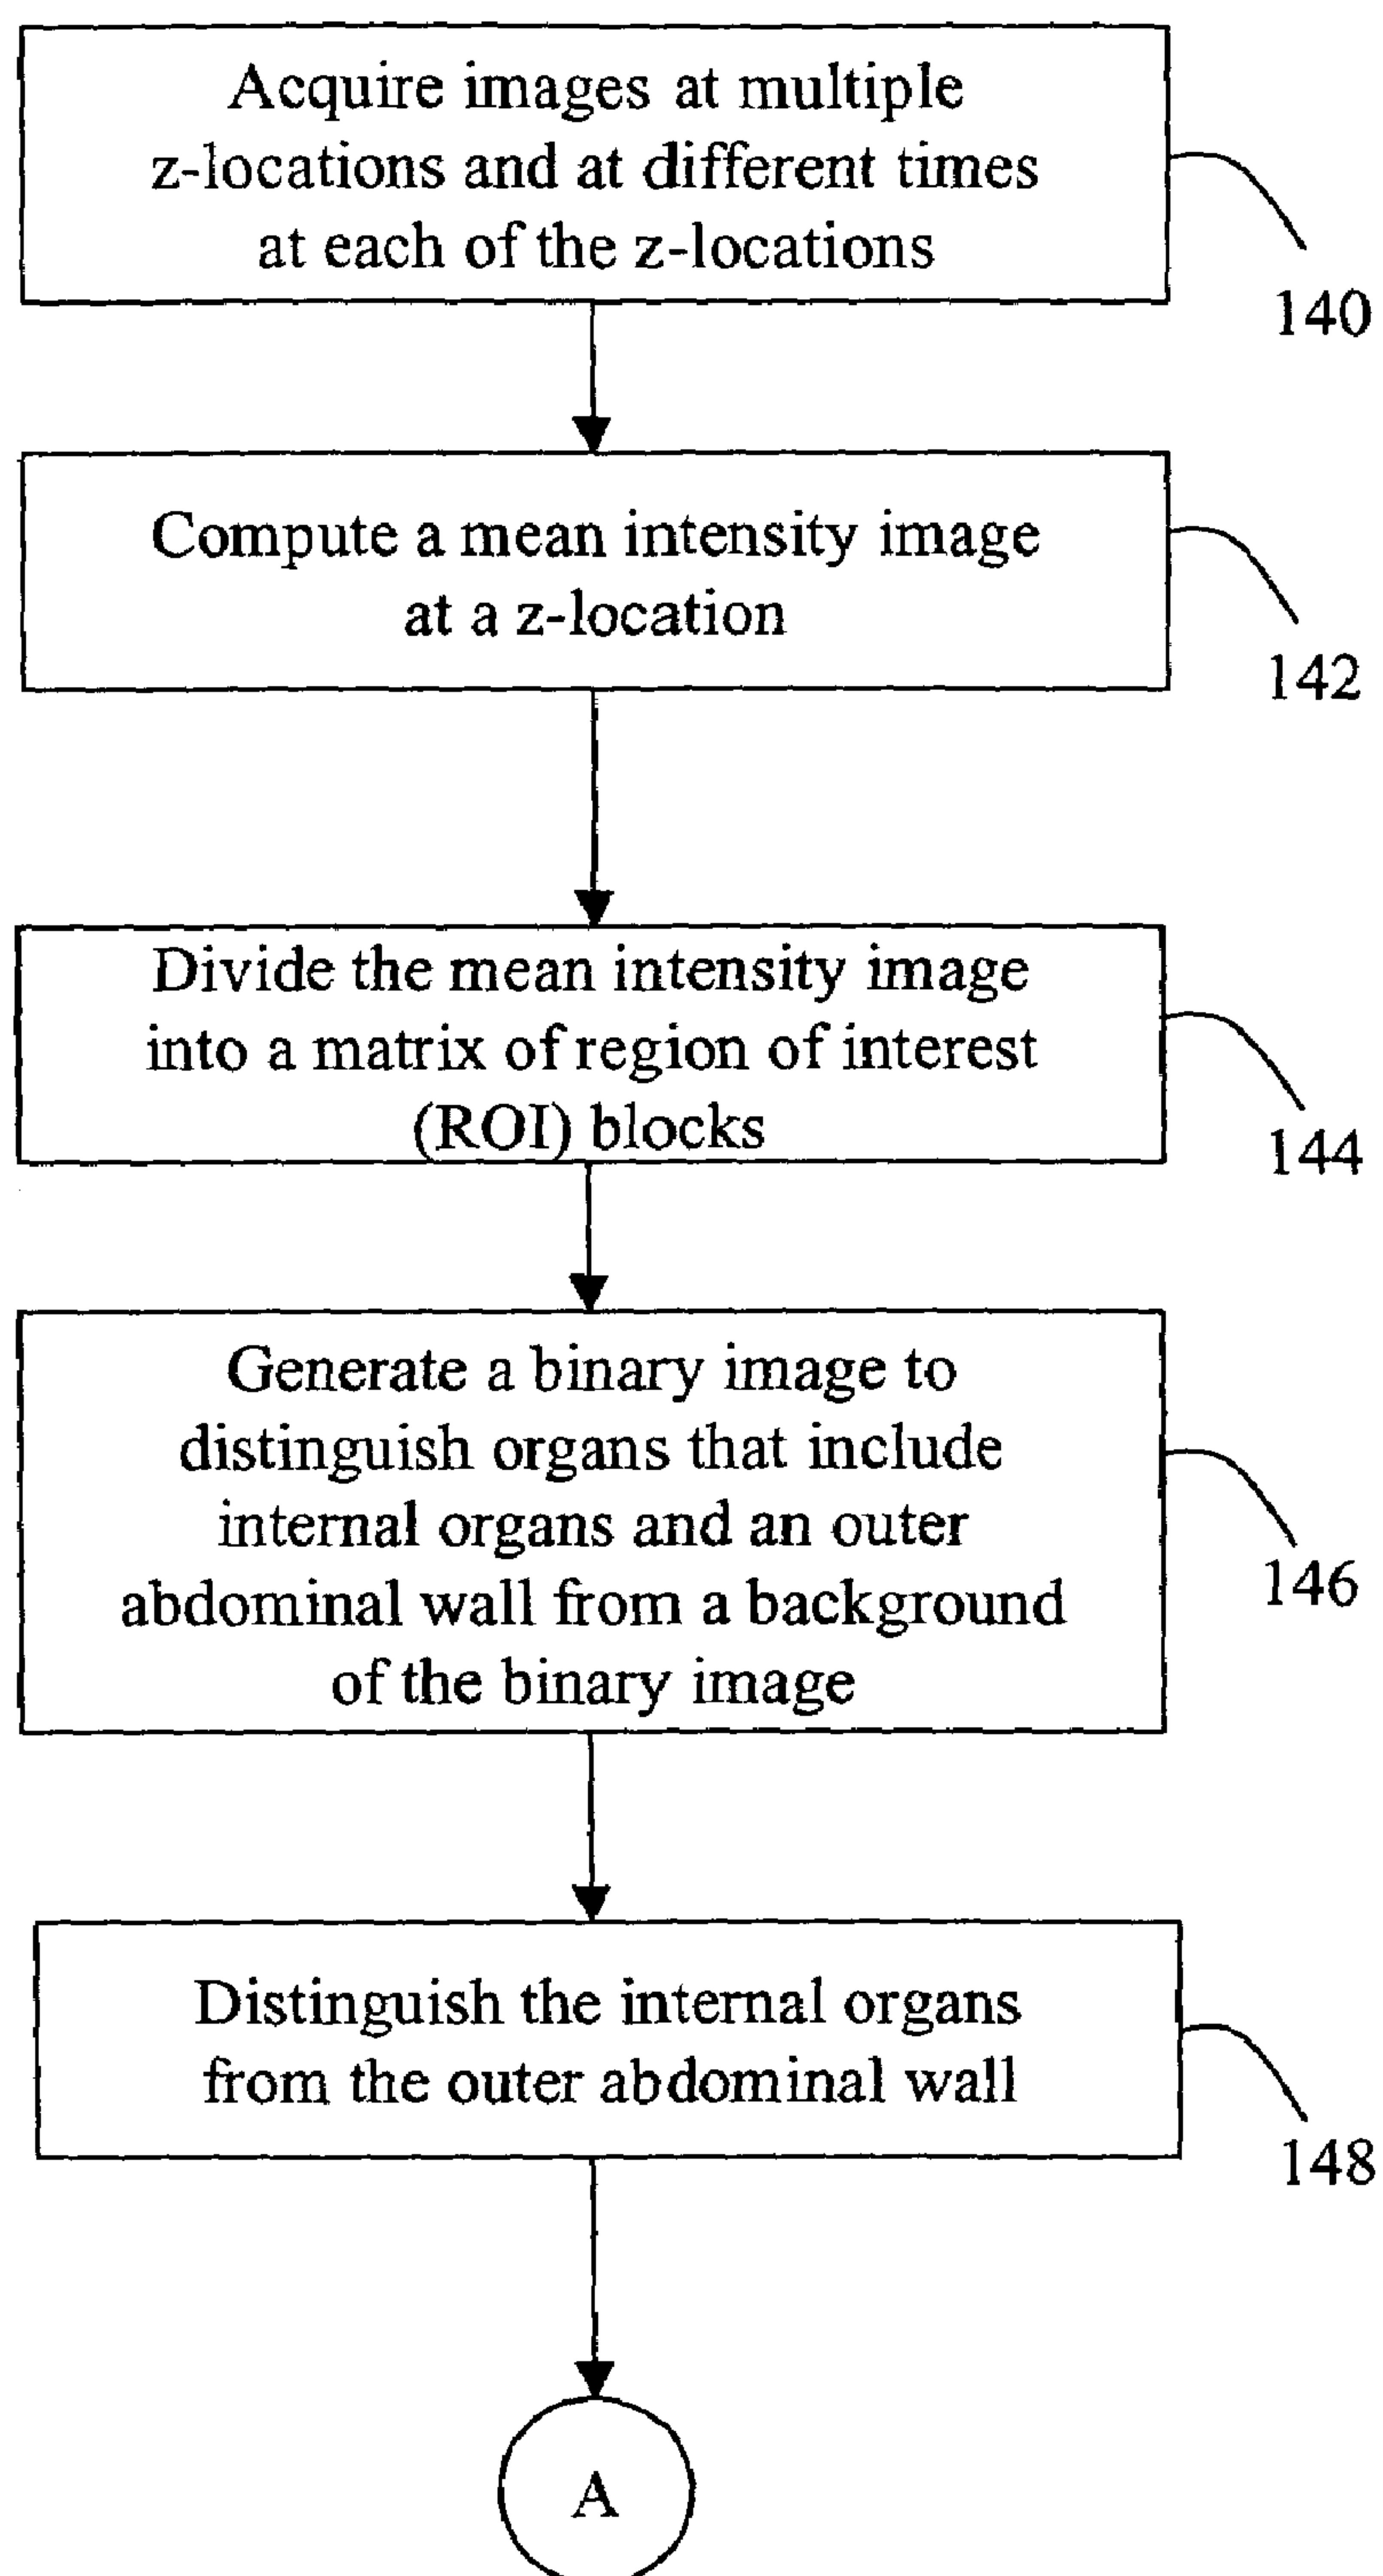 Acquire images at multiple
z-locations and at different times
at each of the z-locations
140
Compute a mean intensity image
at a z-location
142
Divide the mean intensity image
into a matrix of region of interest
(ROI) blocks
144
Generate a binary image to
distinguish organs that include
internal organs and an outer
abdominal wall from a background
of the binary image
146
Distinguish the internal organs
from the outer abdominal wall
148
A